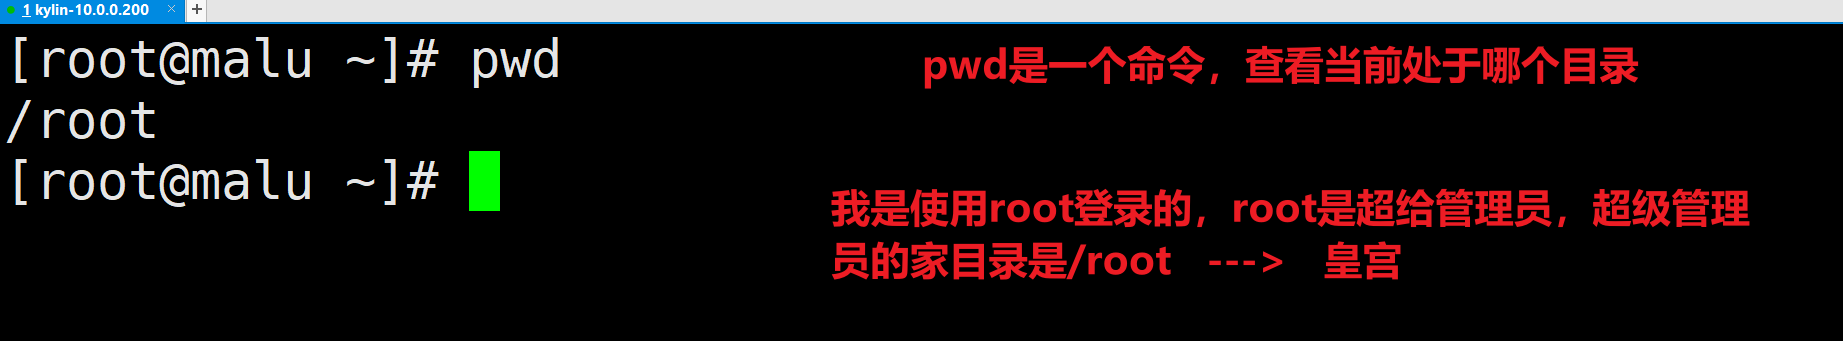 1 kylin-10.0.0.200 × +
[root@malu ~]# pwd
pwd是一个命令，查看当前处于哪个目录
/root
[root@malu ~]#
我是使用root登录的，root是超给管理员，超级管理
员的家目录是/root ---> 皇宫